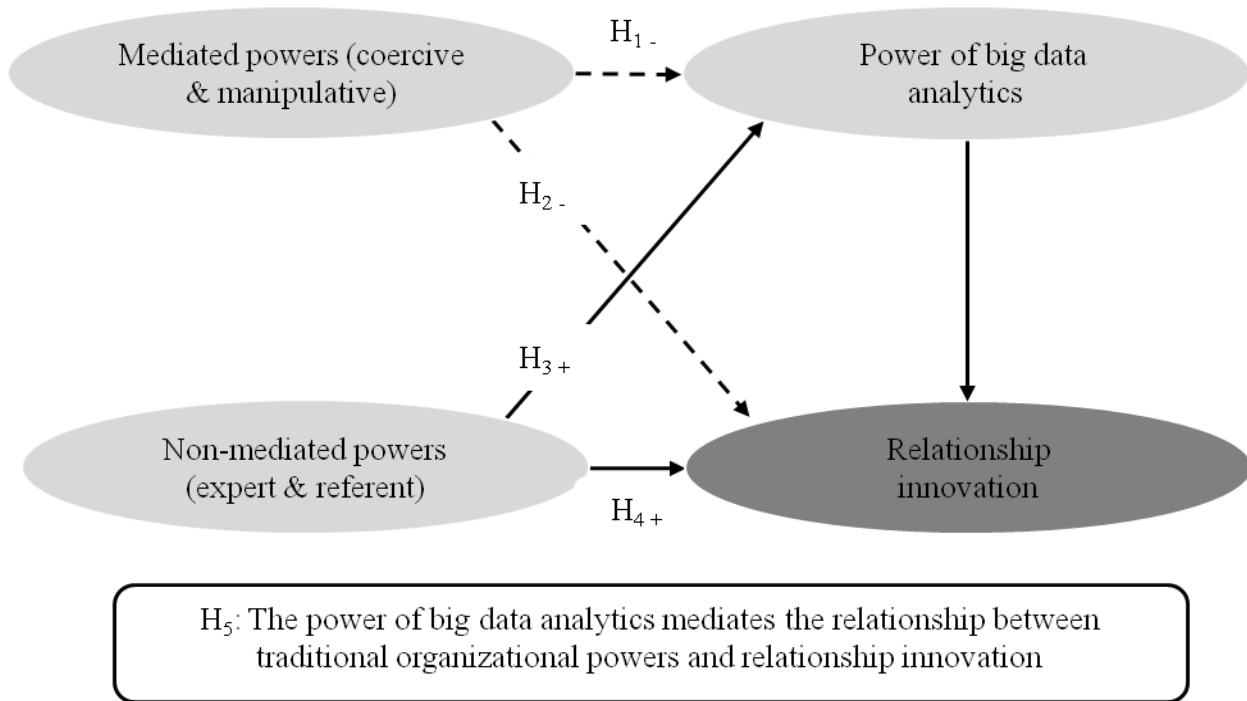 H1 -
Mediated powers (coercive
& manipulative)
Power of big data
analytics
H2 -
H3 +
Non-mediated powers
(expert & referent)
Relationship
innovation
H4 +
H5: The power of big data analytics mediates the relationship between
traditional organizational powers and relationship innovation